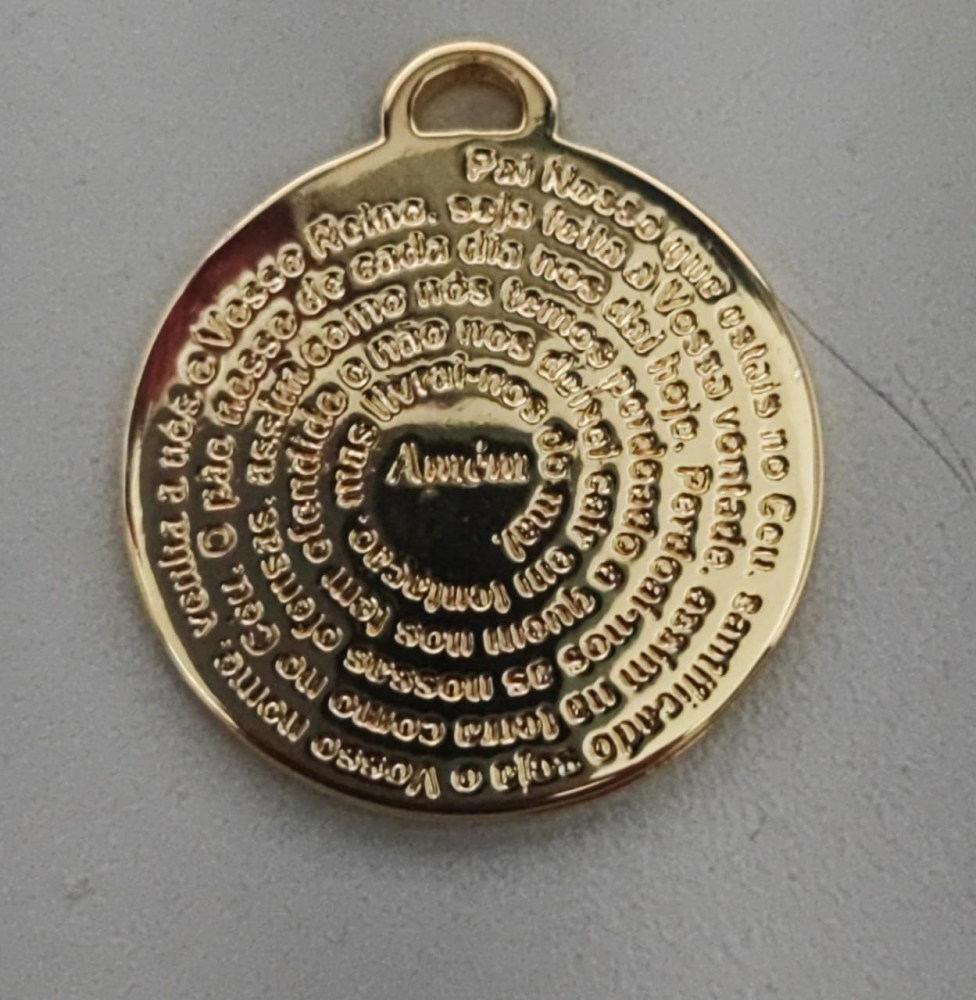 Pai Nosso que estais no Ceu, santificado seja o Vosso nome, venha a nós o Vosso Reino. seja feita a Vossa vontade, assim na terra como no Céu. O pão nosso de cada dia nos dai hoje. Perdoai-nos as nossas ofensas, assim como nós temos perdoado a quem nos tem ofendido e não nos deixei cair em tentação, mas livrai-nos do mal.
Amém